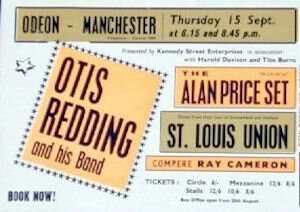 ODEON - MANCHESTER
Thursday 15 Sept.
at 6.15 and 8.45 p.m.
Presented by Kennedy Street Enterprises in association
with Harold Davison and Tito Burns
OTIS
REDDING
and his Band
THE
ALAN PRICE SET
ST. LOUIS UNION
COMPERE RAY CAMERON
TICKETS: Circle 6/- Mezzanine 12/6 8/6
Stalls 12/6 10/6 8/6
Box Office open from 20th August
BOOK NOW!